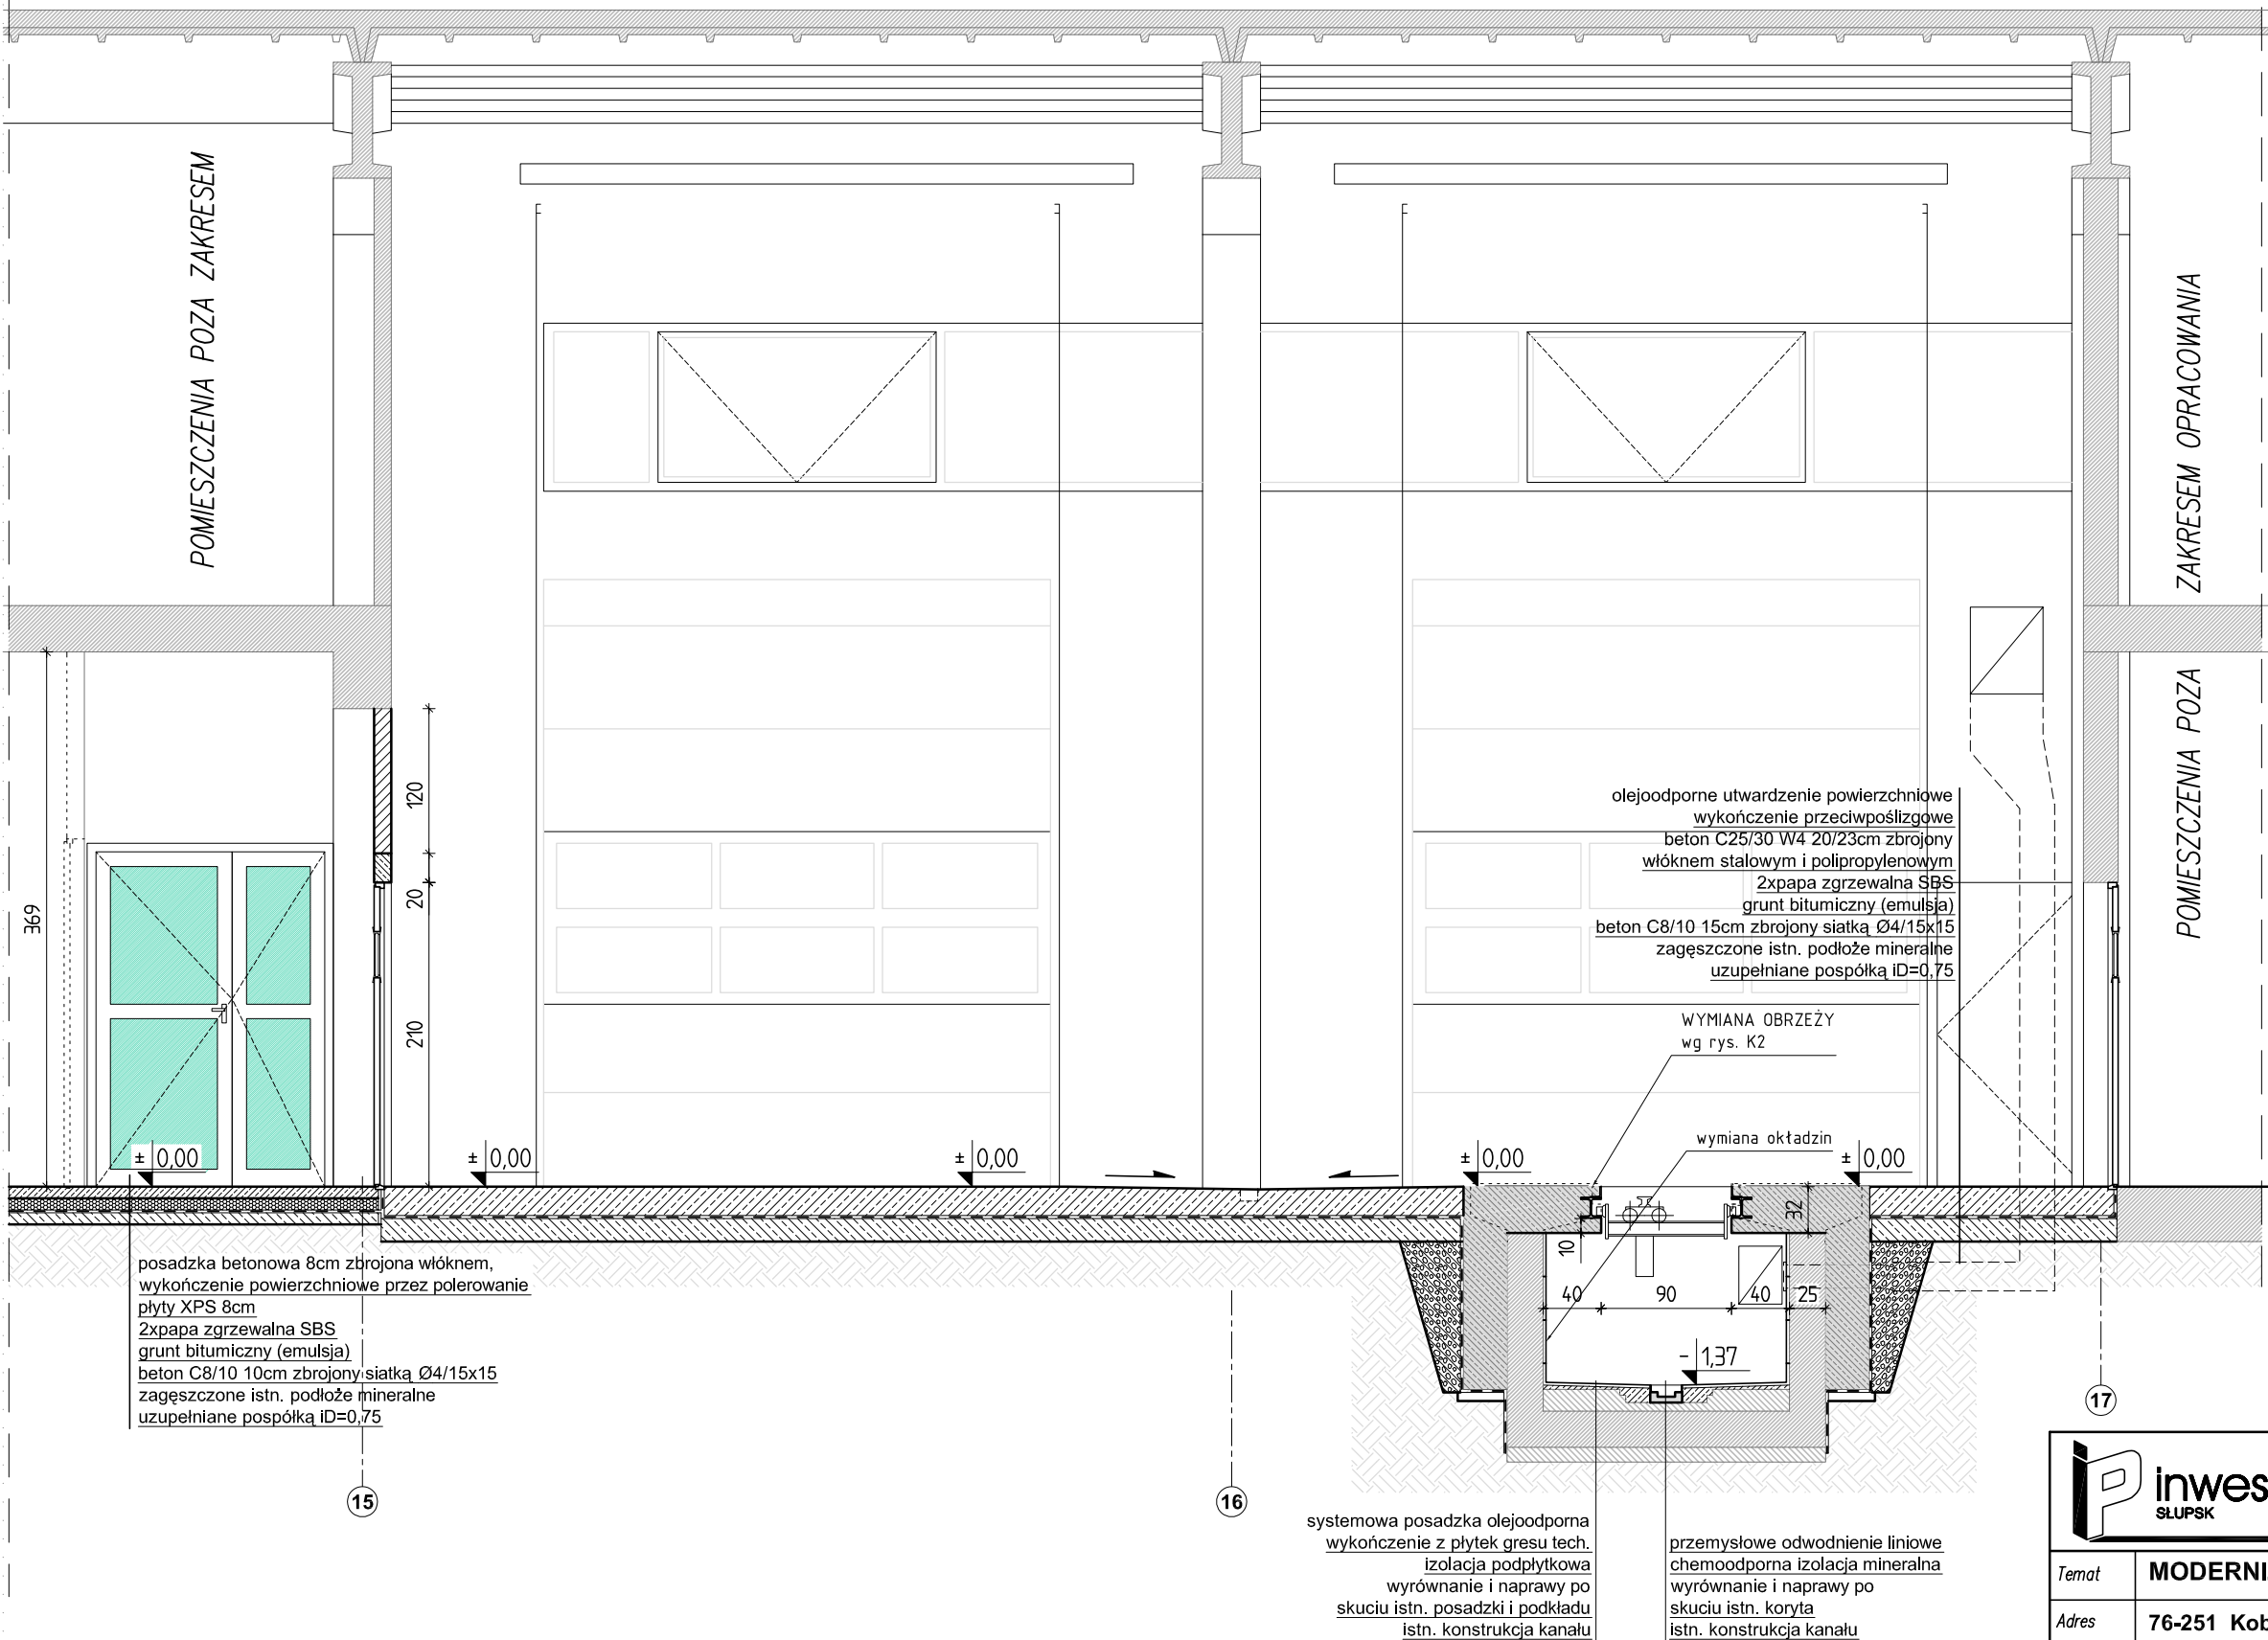 POMIESZCZENIA POZA ZAKRESEM
POMIESZCZENIA POZA ZAKRESEM OPRACOWANIA
369
120
20
210
olejoodporne utwardzenie powierzchniowe
wykończenie przeciwpoślizgowe
beton C25/30 W4 20/23cm zbrojony
włóknem stalowym i polipropylenowym
2xpapa zgrzewalna SBS
grunt bitumiczny (emulsja)
beton C8/10 15cm zbrojony siatką Ø4/15x15
zagęszczone istn. podłoże mineralne
uzupełniane pospółką iD=0,75
WYMIANA OBRZEŻY
wg rys. K2
wymiana okładzin
± 0,00
± 0,00
± 0,00
± 0,00
± 0,00
32
10
40
90
40
25
- 1,37
posadzka betonowa 8cm zbrojona włóknem,
wykończenie powierzchniowe przez polerowanie
płyty XPS 8cm
2xpapa zgrzewalna SBS
grunt bitumiczny (emulsja)
beton C8/10 10cm zbrojony siatką Ø4/15x15
zagęszczone istn. podłoże mineralne
uzupełniane pospółką iD=0,75
15
16
17
systemowa posadzka olejoodporna
wykończenie z płytek gresu tech.
izolacja podpłytkowa
wyrównanie i naprawy po
skuciu istn. posadzki i podkładu
istn. konstrukcja kanału
przemysłowe odwodnienie liniowe
chemoodporna izolacja mineralna
wyrównanie i naprawy po
skuciu istn. koryta
istn. konstrukcja kanału
iP inwes
SŁUPSK
Temat MODERNI
Adres 76-251 Kob